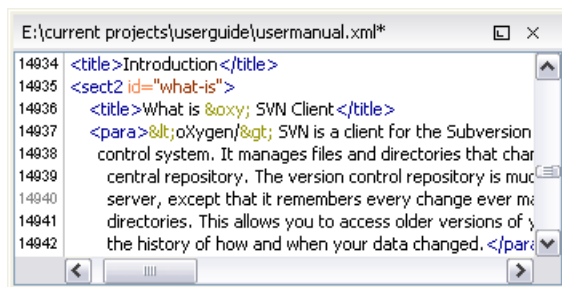 E:\current projects\userguide\usermanual.xml*
14934 <title>Introduction</title>
14935 <sect2 id="what-is">
14936 <title>What is &oxy; SVN Client</title>
14937 <para>&lt;oXygen/&gt; SVN is a client for the Subversion
14938 control system. It manages files and directories that
14939 central repository. The version control repository is
14940 server, except that it remembers every change ever
14941 directories. This allows you to access older versions of
14942 the history of how and when your data changed.</para